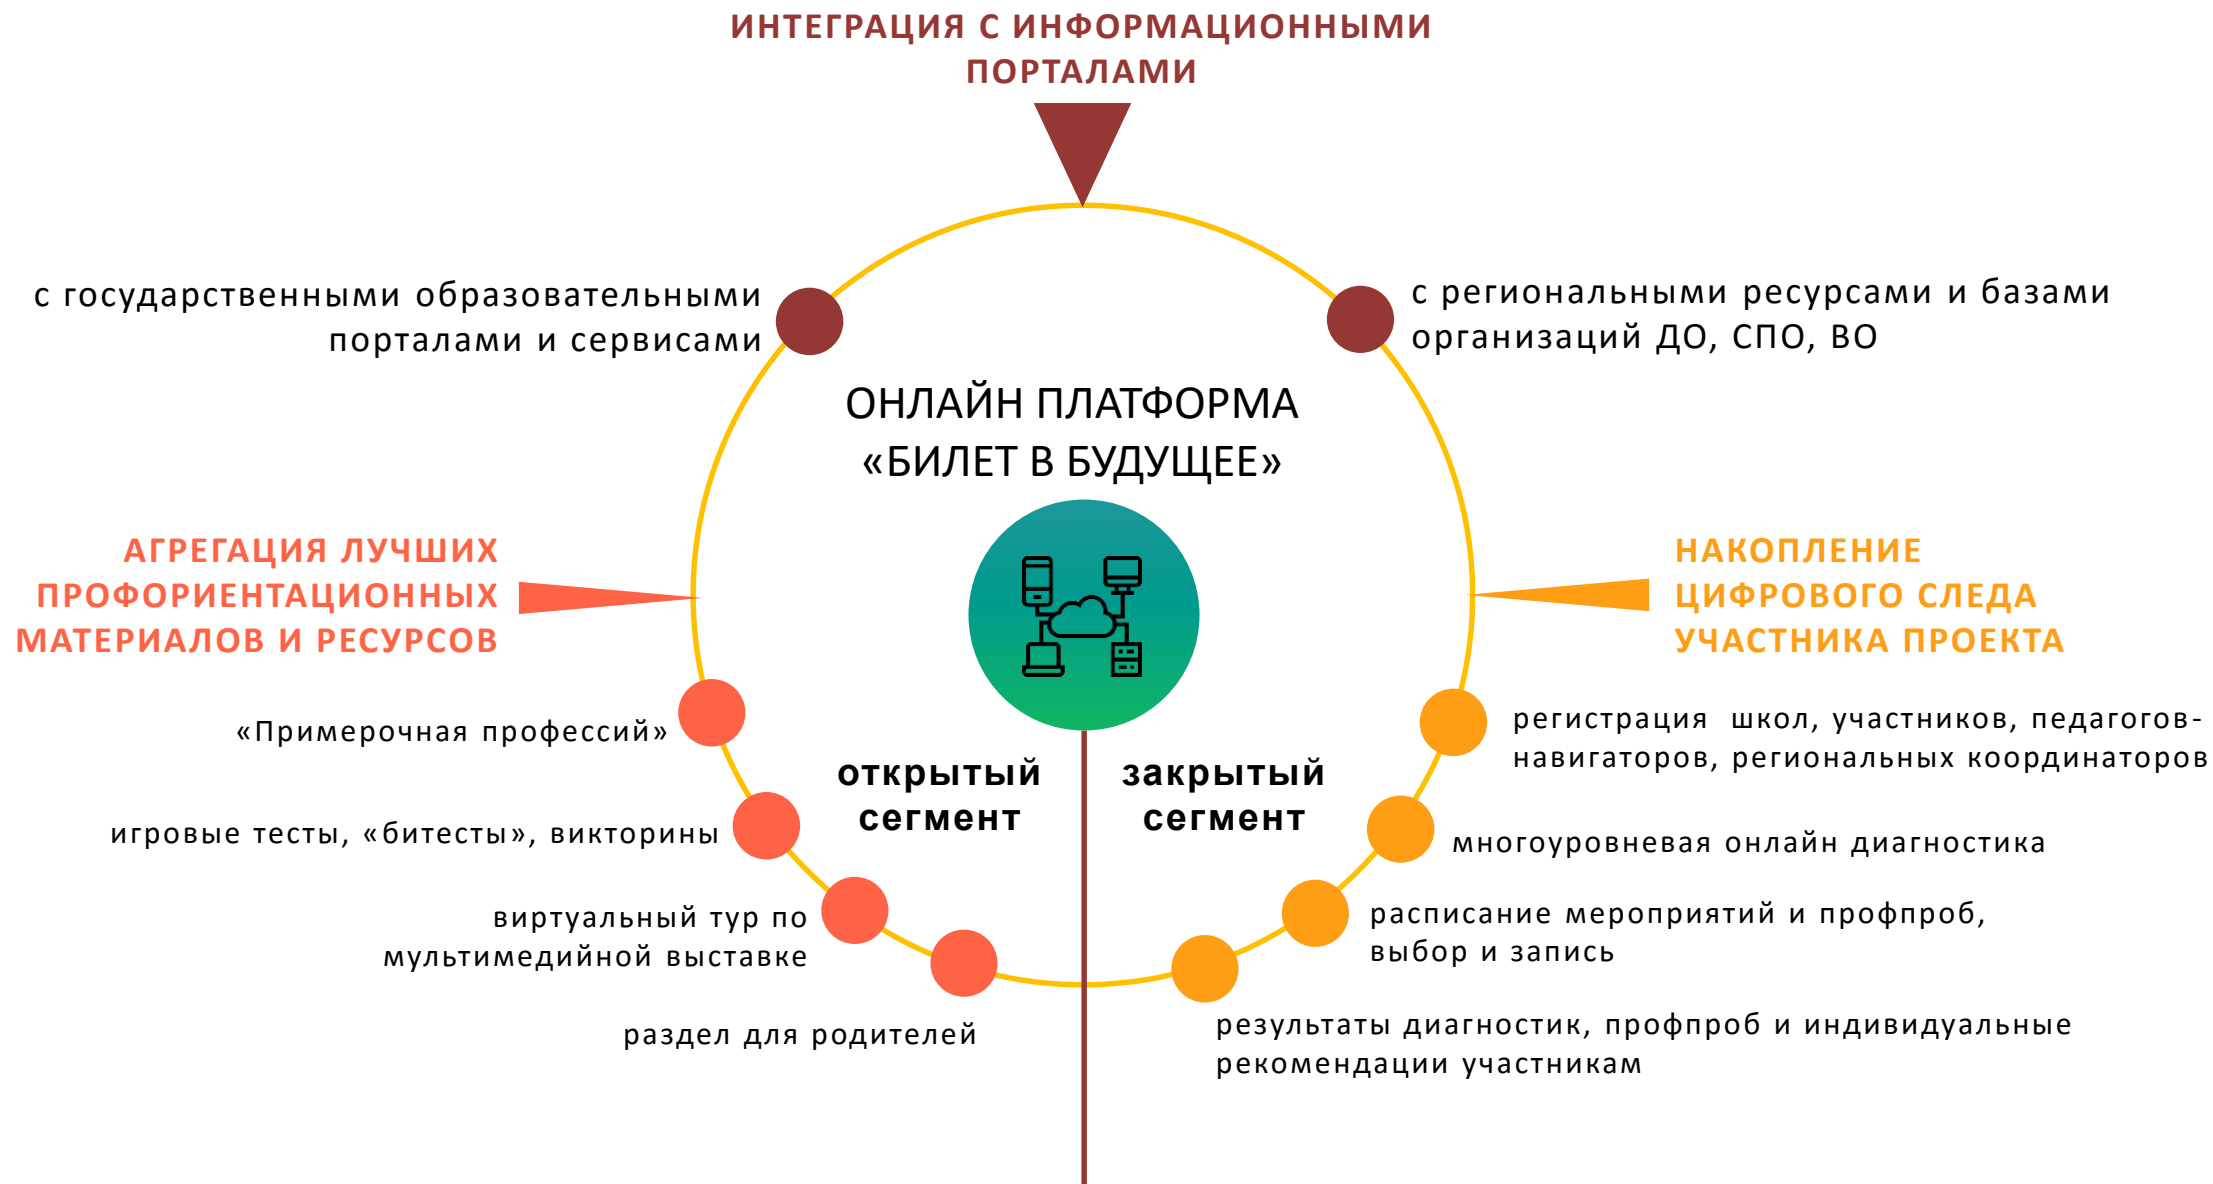 ИНТЕГРАЦИЯ С ИНФОРМАЦИОННЫМИ
ПОРТАЛАМИ
с государственными образовательными
порталами и сервисами
с региональными ресурсами и базами
организаций ДО, СПО, ВО
ОНЛАЙН ПЛАТФОРМА
«БИЛЕТ В БУДУЩЕЕ»
АГРЕГАЦИЯ ЛУЧШИХ
ПРОФОРИЕНТАЦИОННЫХ
МАТЕРИАЛОВ И РЕСУРСОВ
НАКОПЛЕНИЕ
ЦИФРОВОГО СЛЕДА
УЧАСТНИКА ПРОЕКТА
открытый
сегмент
«Примерочная профессий»
игровые тесты, «битесты», викторины
виртуальный тур по
мультимедийной выставке
раздел для родителей
закрытый
сегмент
регистрация школ, участников, педагогов-
навигаторов, региональных координаторов
многоуровневая онлайн диагностика
расписание мероприятий и профпроб,
выбор и запись
результаты диагностик, профпроб и индивидуальные
рекомендации участникам